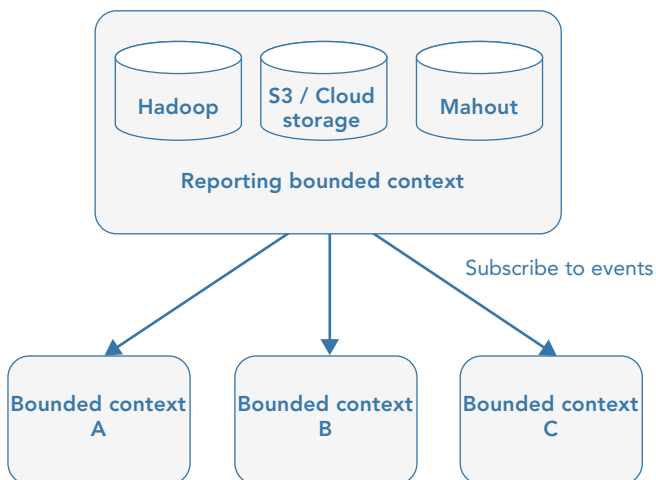 Hadoop
S3 / Cloud
storage
Mahout
Reporting bounded context
Subscribe to events
Bounded context
A
Bounded context
B
Bounded context
C